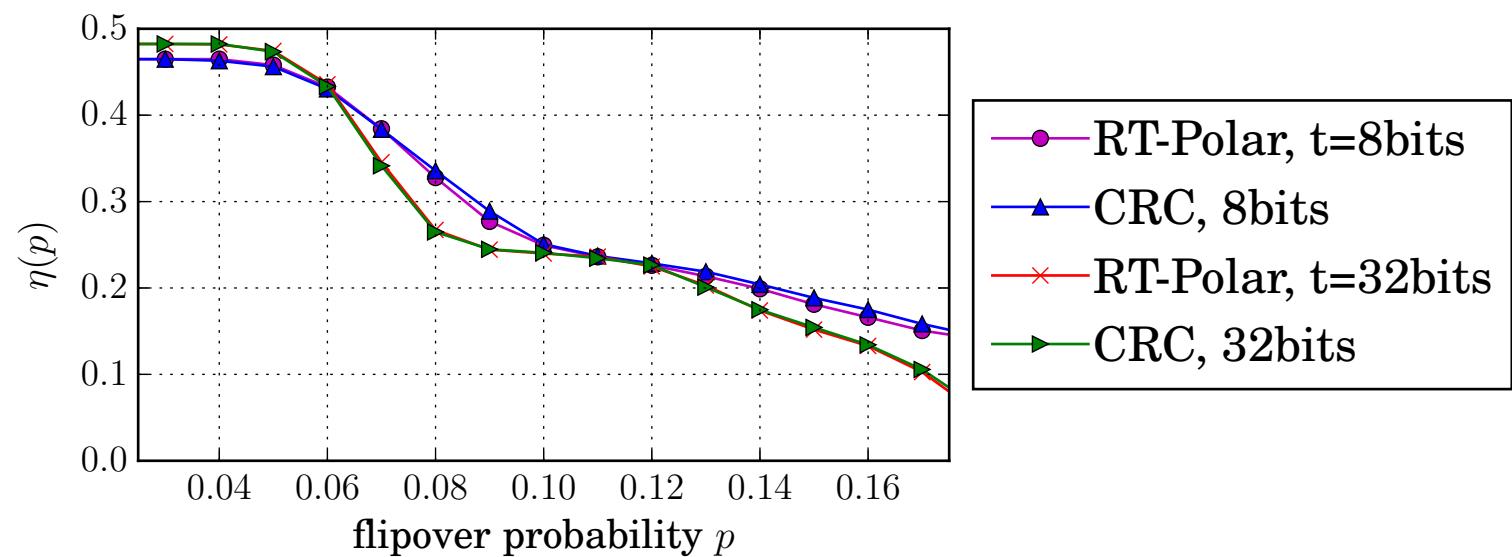 0.5
0.4
0.3
0.2
0.1
0.0
η(p)
0.04 0.06 0.08 0.10 0.12 0.14 0.16
flipover probability p
RT-Polar, t=8bits
CRC, 8bits
RT-Polar, t=32bits
CRC, 32bits